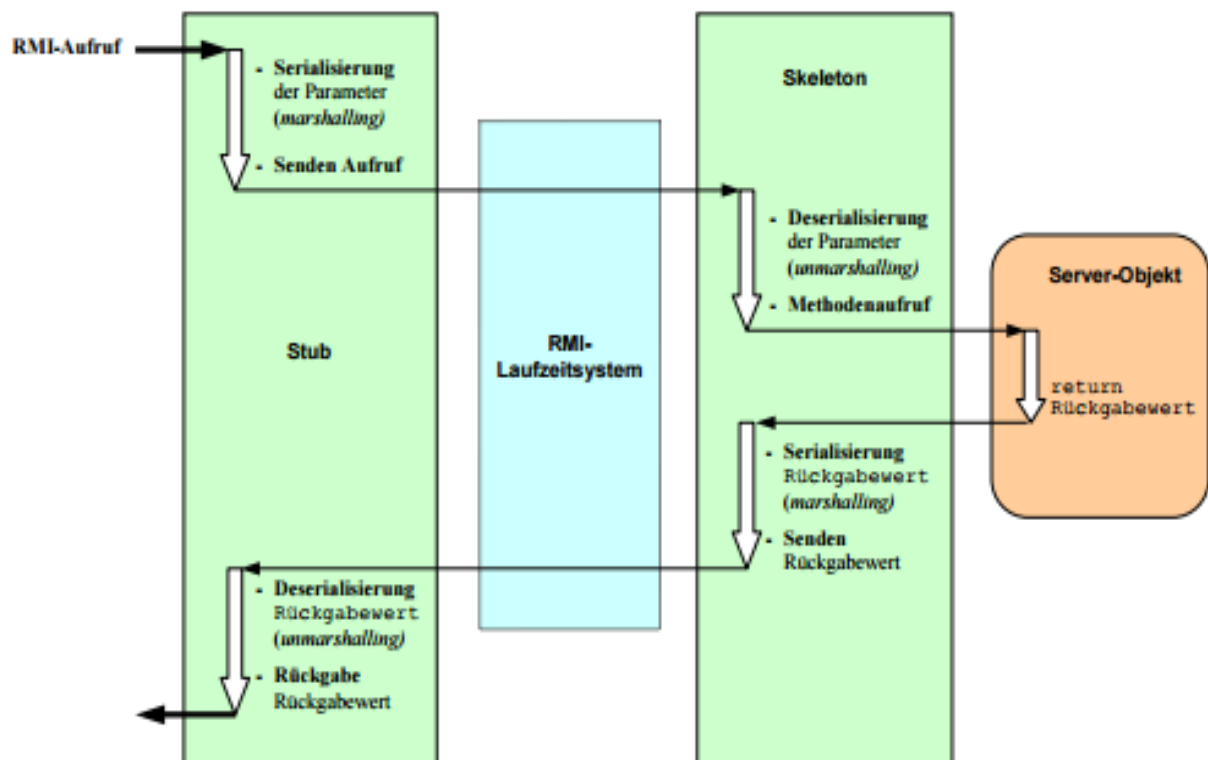 RMI-Aufruf
- Serialisierung
der Parameter
(marshalling)
- Senden Aufruf
Stub
RMI-
Laufzeitsystem
Skeleton
- Deserialisierung
der Parameter
(unmarshalling)
- Methodenaufruf
Server-Objekt
return
Rückgabewert
- Serialisierung
Rückgabewert
(marshalling)
- Senden
Rückgabewert
- Deserialisierung
Rückgabewert
(unmarshalling)
- Rückgabe
Rückgabewert